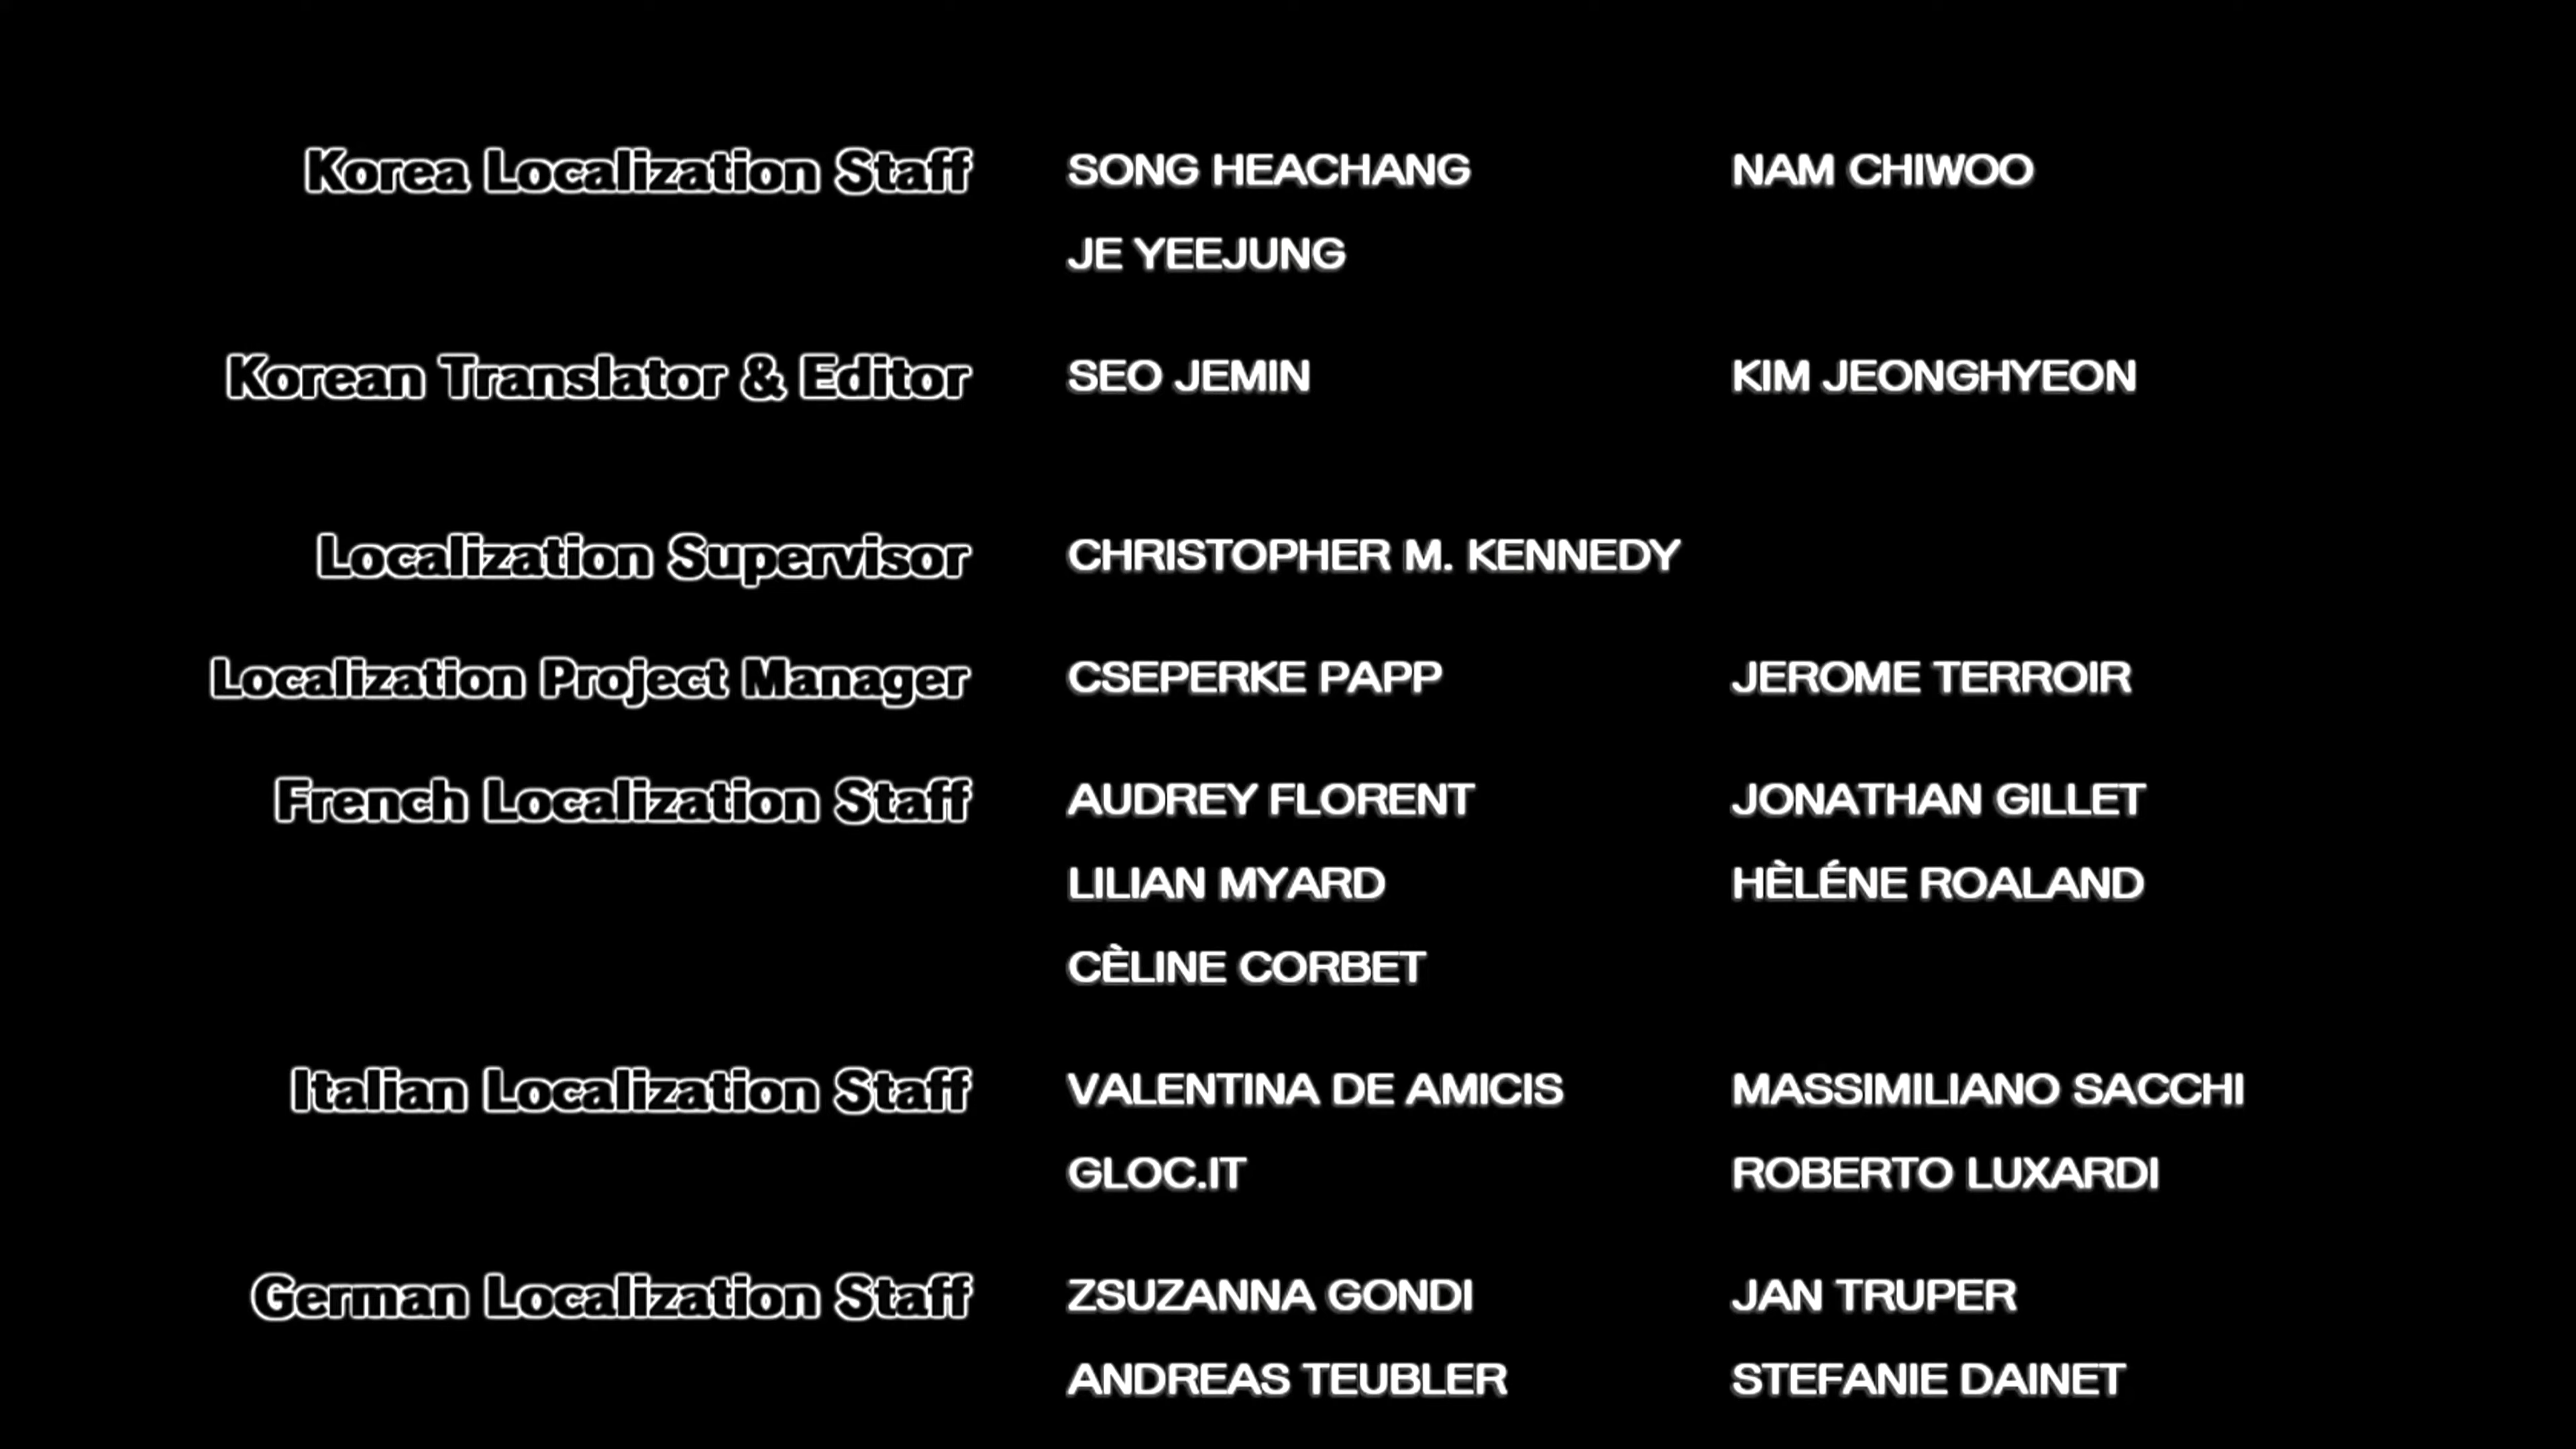 Korea Localization Staff SONG HEACHANG NAM CHIWOO
JE YEEJUNG
Korean Translator & Editor SEO JEMIN KIM JEONGHYEON
Localization Supervisor CHRISTOPHER M. KENNEDY
Localization Project Manager CSEPERKE PAPP JEROME TERROIR
French Localization Staff AUDREY FLORENT JONATHAN GILLET
LILIAN MYARD HÈLÉNE ROALAND
CÈLINE CORBET
Italian Localization Staff VALENTINA DE AMICIS MASSIMILIANO SACCHI
GLOC.IT ROBERTO LUXARDI
German Localization Staff ZSUZANNA GONDI JAN TRUPER
ANDREAS TEUBLER STEFANIE DAINET